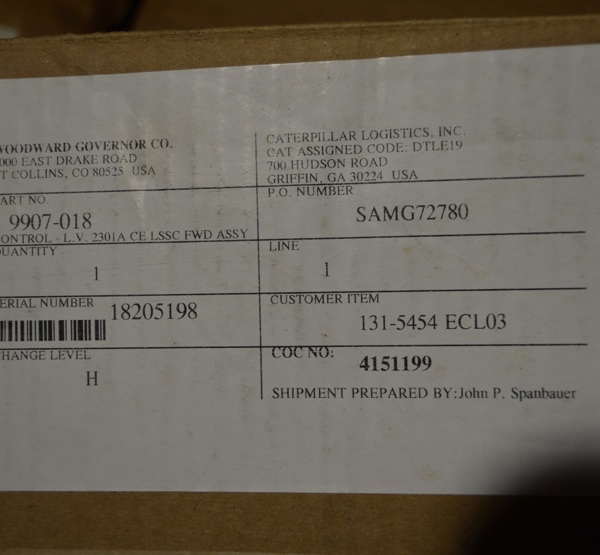 WOODWARD GOVERNOR CO.
000 EAST DRAKE ROAD
T COLLINS, CO 80525 USA
CATERPILLAR LOGISTICS, INC.
CAT ASSIGNED CODE: DTLE19
700 HUDSON ROAD
GRIFFIN, GA 30224 USA
ART NO.
9907-018
ONTROL - L.V. 2301A CE LSSC FWD ASSY
P.O. NUMBER
SAMG72780
UANTITY
1
LINE
1
ERIAL NUMBER 18205198
CUSTOMER ITEM
131-5454 ECL03
HANGE LEVEL
H
COC NO:
4151199
SHIPMENT PREPARED BY:John P. Spanbauer